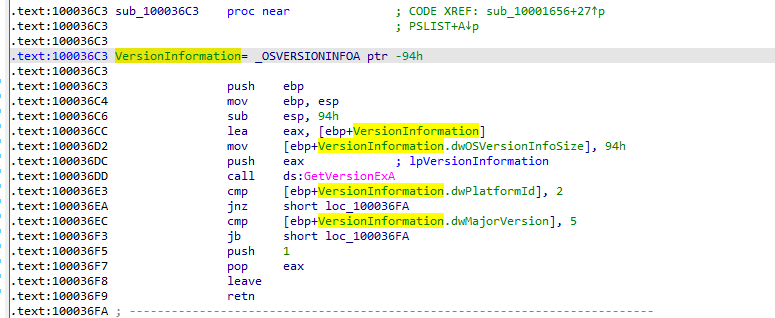 .text:100036C3 sub_100036C3    proc near               ; CODE XREF: sub_10001656+27↑p
.text:100036C3                                         ; PSLIST+A↓p
.text:100036C3
.text:100036C3 VersionInformation= _OSVERSIONINFOA ptr -94h
.text:100036C3
.text:100036C3                 push    ebp
.text:100036C4                 mov     ebp, esp
.text:100036C6                 sub     esp, 94h
.text:100036CC                 lea     eax, [ebp+VersionInformation]
.text:100036D2                 mov     [ebp+VersionInformation.dwOSVersionInfoSize], 94h
.text:100036DC                 push    eax             ; lpVersionInformation
.text:100036DD                 call    ds:GetVersionExA
.text:100036E3                 cmp     [ebp+VersionInformation.dwPlatformId], 2
.text:100036EA                 jnz     short loc_100036FA
.text:100036EC                 cmp     [ebp+VersionInformation.dwMajorVersion], 5
.text:100036F3                 jb      short loc_100036FA
.text:100036F5                 push    1
.text:100036F7                 pop     eax
.text:100036F8                 leave
.text:100036F9                 retn
.text:100036FA ; ---------------------------------------------------------------------------